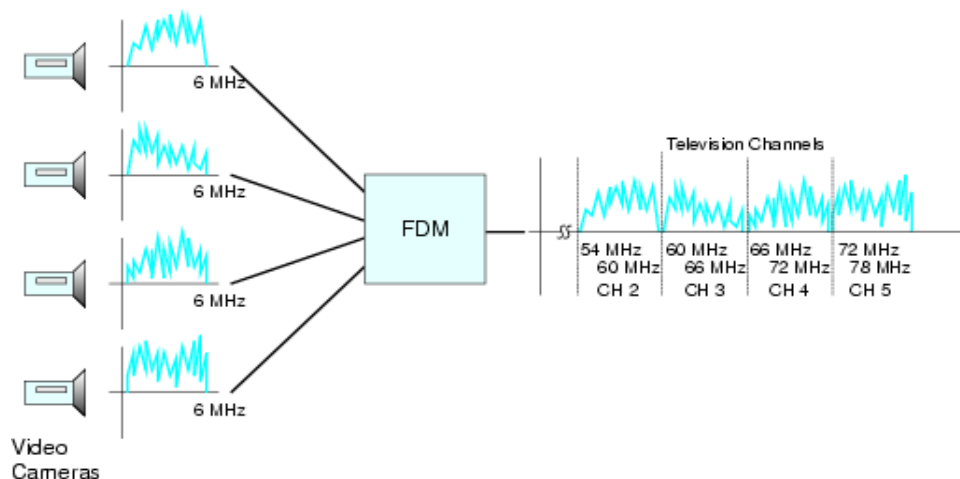 6 MHz
6 MHz
6 MHz
6 MHz
Video
Cameras
FDM
Television Channels
54 MHz
60 MHz
CH 2
60 MHz
66 MHz
CH 3
66 MHz
72 MHz
CH 4
72 MHz
78 MHz
CH 5